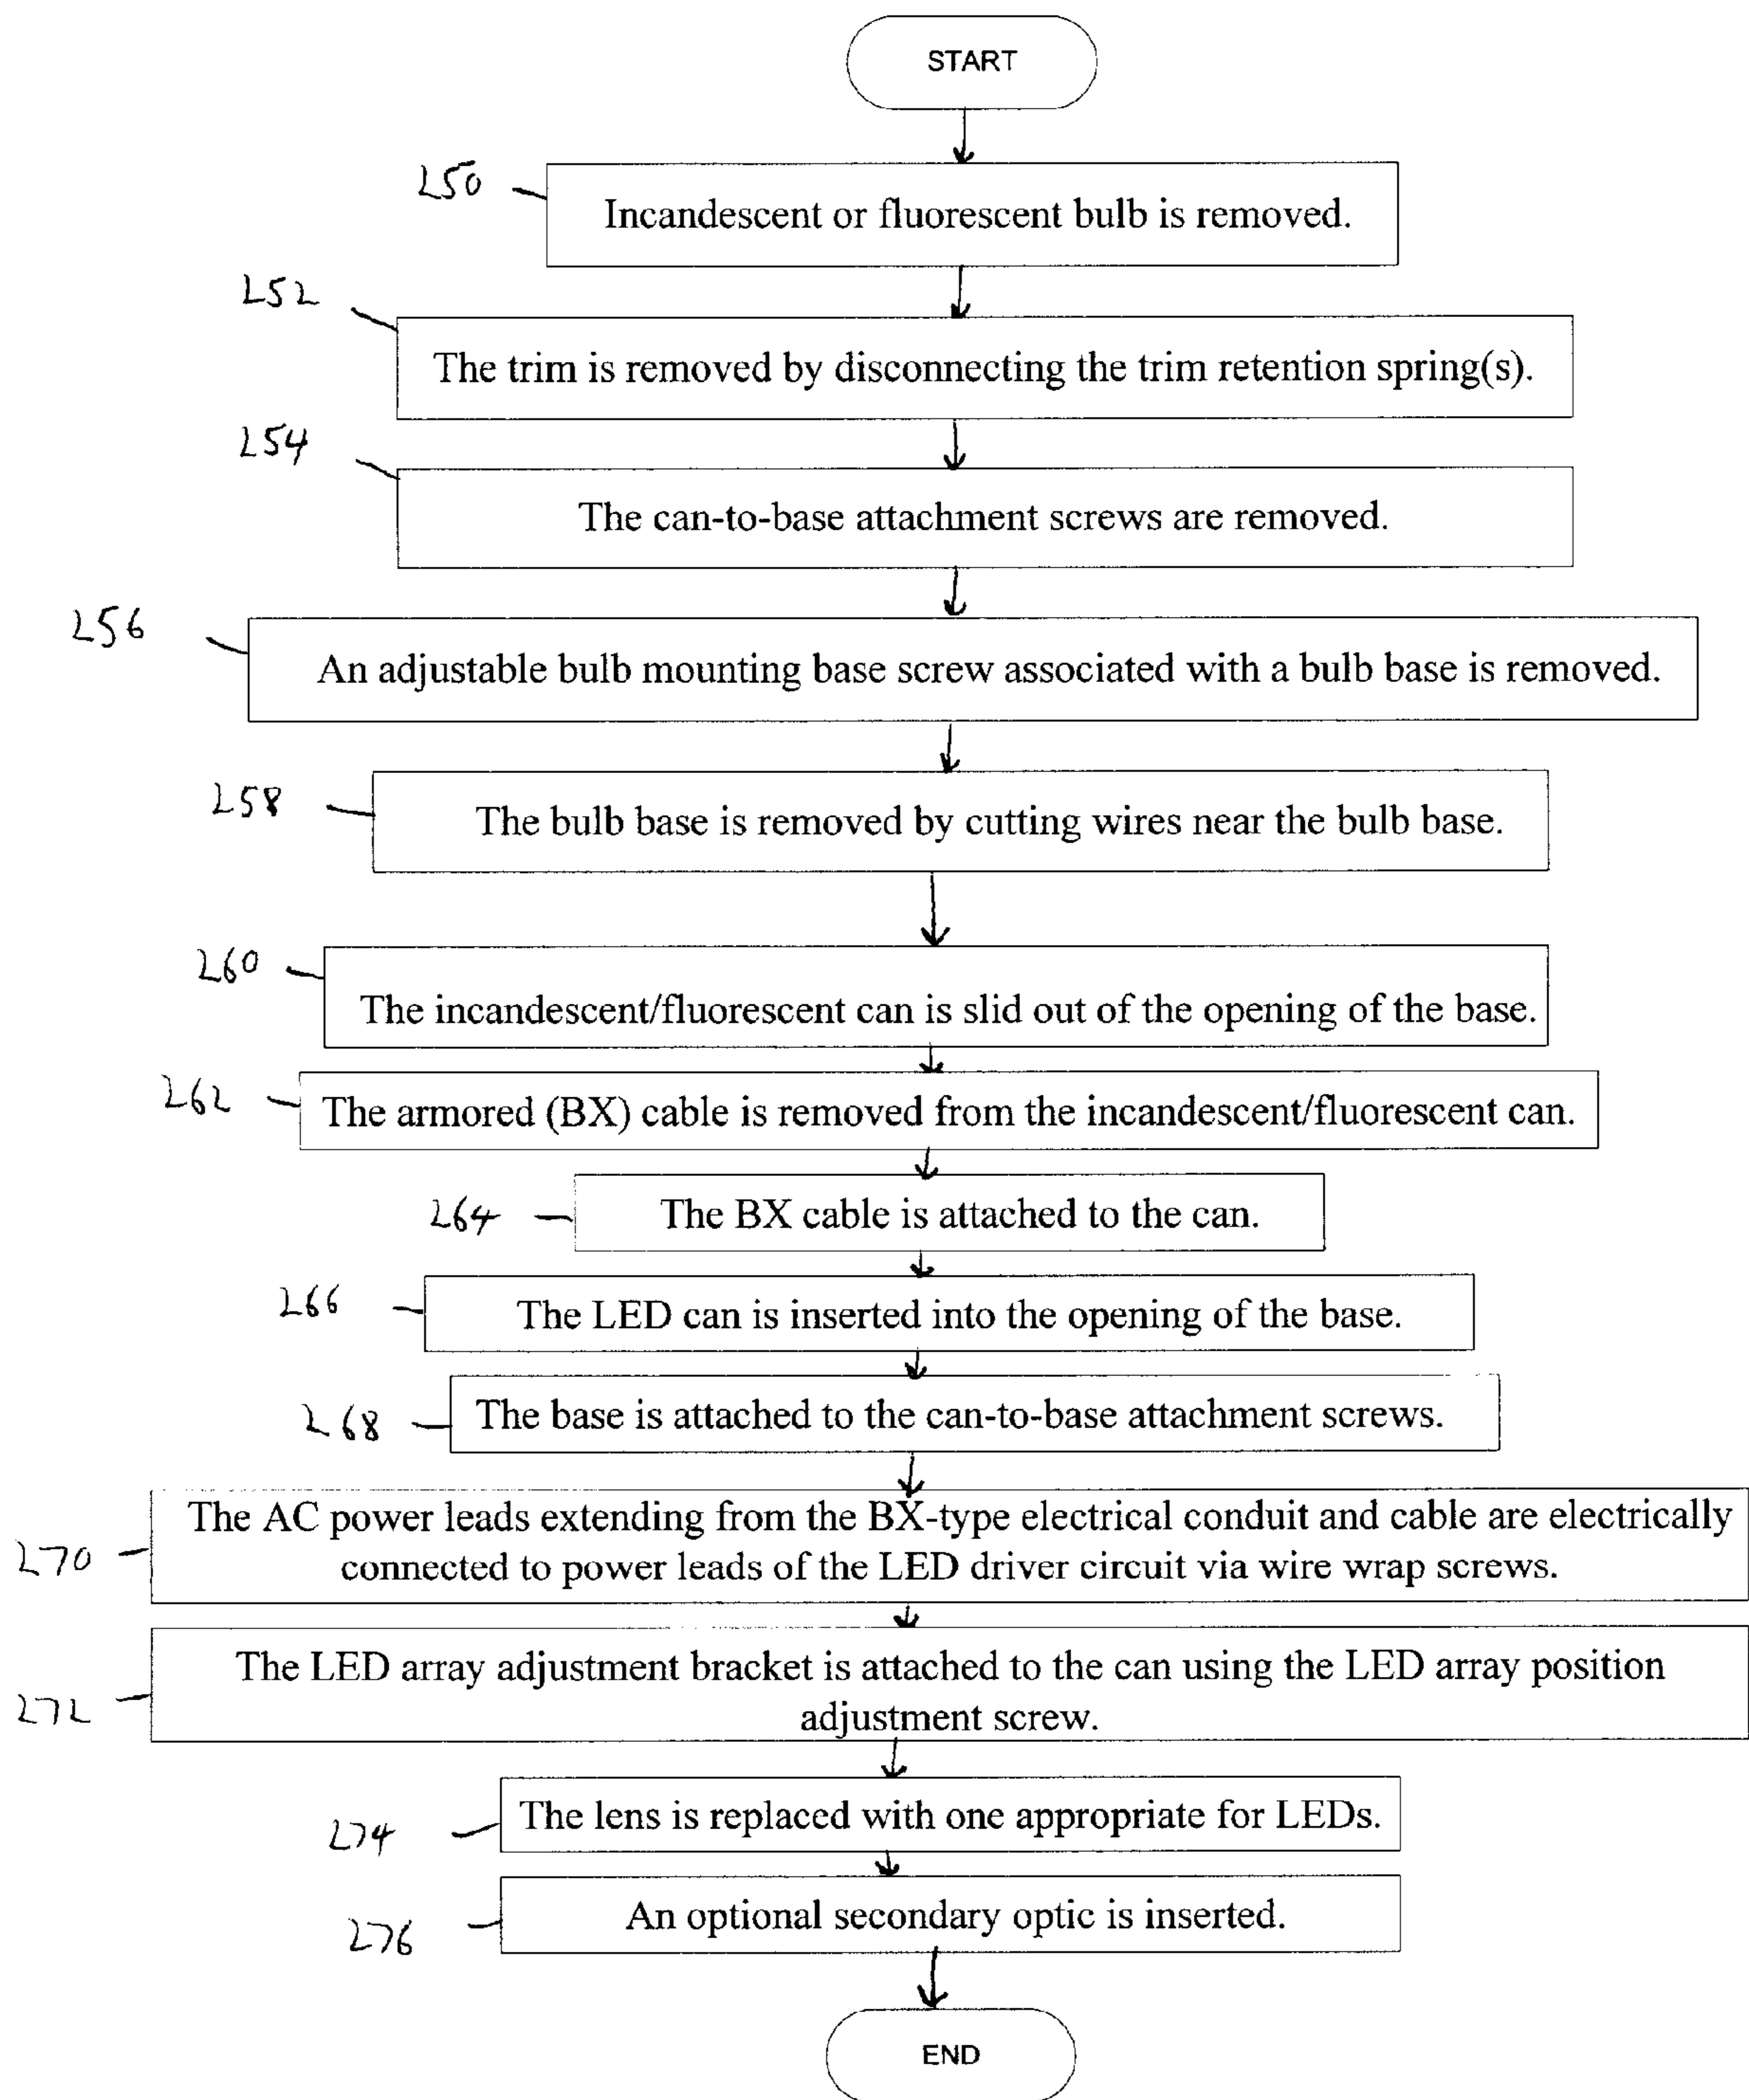 START
250
Incandescent or fluorescent bulb is removed.
252
The trim is removed by disconnecting the trim retention spring(s).
254
The can-to-base attachment screws are removed.
256
An adjustable bulb mounting base screw associated with a bulb base is removed.
258
The bulb base is removed by cutting wires near the bulb base.
260
The incandescent/fluorescent can is slid out of the opening of the base.
262
The armored (BX) cable is removed from the incandescent/fluorescent can.
264
The BX cable is attached to the can.
266
The LED can is inserted into the opening of the base.
268
The base is attached to the can-to-base attachment screws.
270
The AC power leads extending from the BX-type electrical conduit and cable are electrically
connected to power leads of the LED driver circuit via wire wrap screws.
272
The LED array adjustment bracket is attached to the can using the LED array position
adjustment screw.
274
The lens is replaced with one appropriate for LEDs.
276
An optional secondary optic is inserted.
END